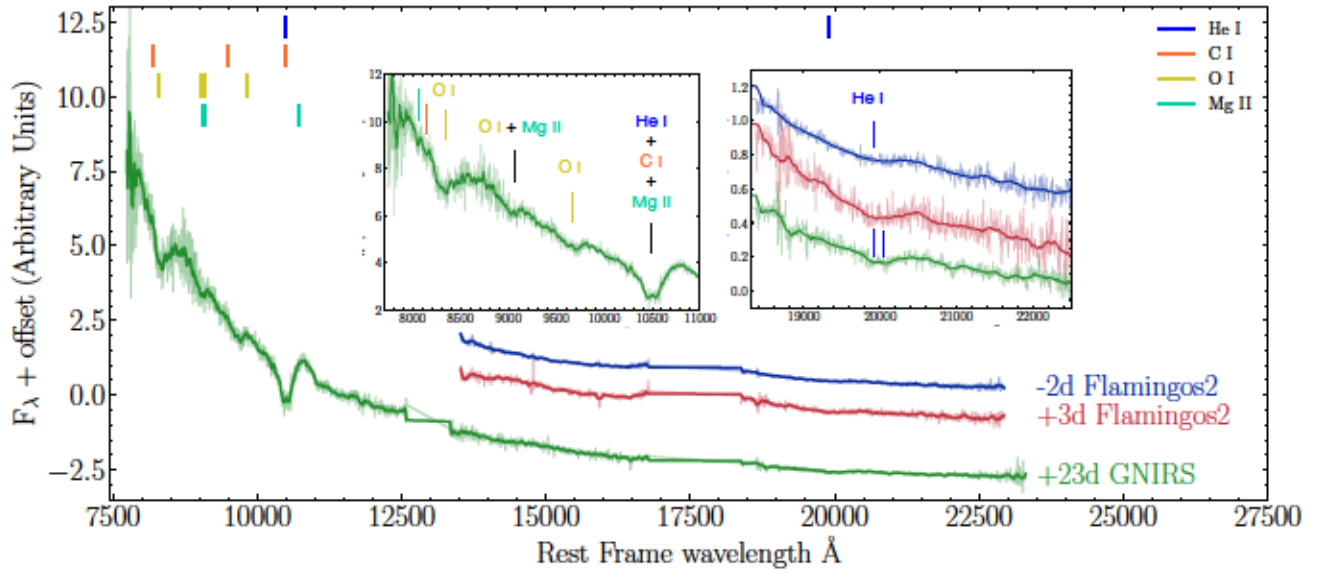 12.5
10.0
7.5
5.0
2.5
0.0
−2.5
F_λ + offset (Arbitrary Units)
He I
C I
O I
Mg II
12
10
8
6
4
2
O I
Mg II
O I + Mg II
O I
He I
+
C I
+
Mg II
8000 8500 9000 9500 10000 10500 11000
1.2
1.0
0.6
0.4
0.2
0.0
He I
19000 20000 21000 22000
-2d Flamingos2
+3d Flamingos2
+23d GNIRS
7500 10000 12500 15000 17500 20000 22500 25000 27500
Rest Frame wavelength Å